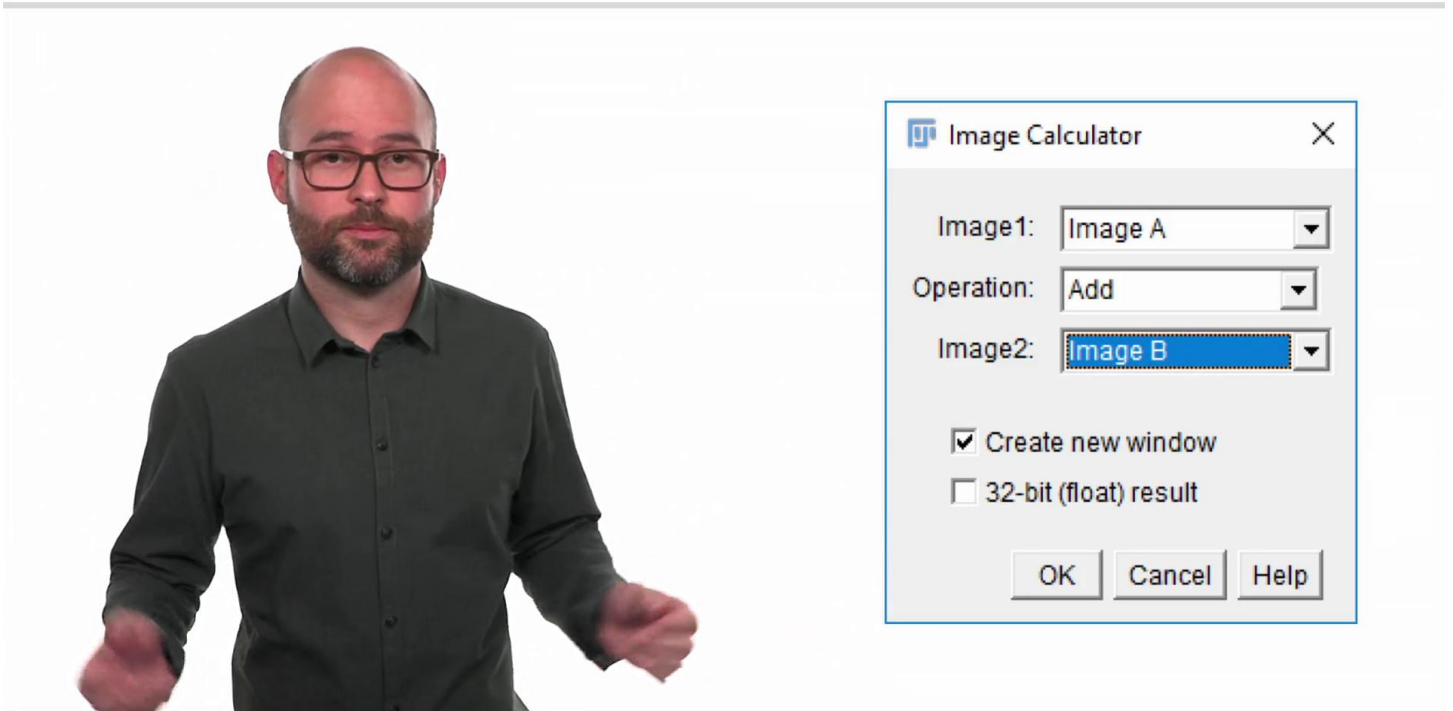 Image Calculator
Image1: Image A
Operation: Add
Image2: Image B
Create new window
32-bit (float) result
OK Cancel Help